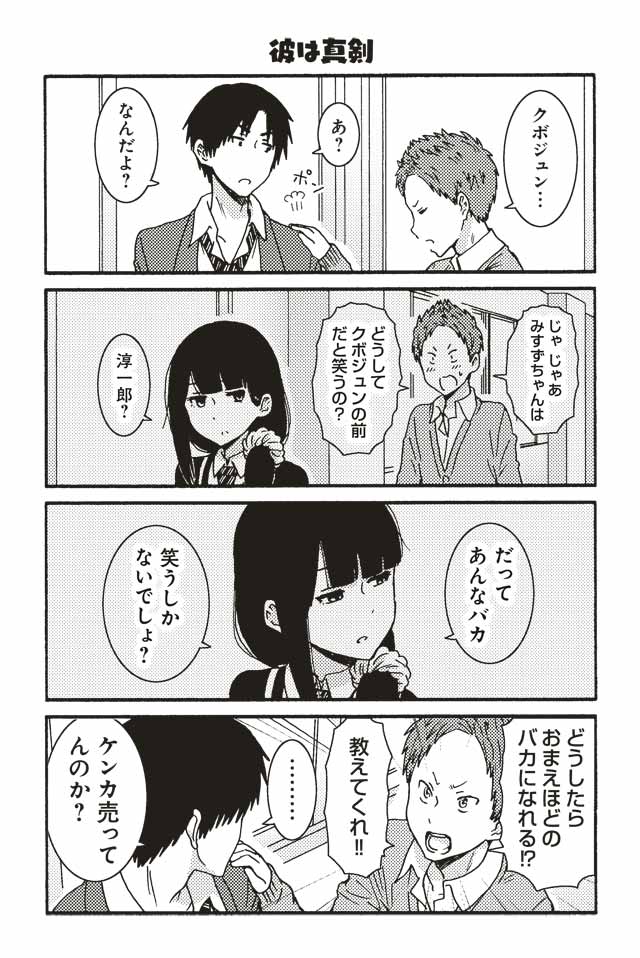 彼は真剣
クボジュン…
あ?
ポン
なんだよ?
じゃ じゃあ
みすずちゃんは
どうして
クボジュンの前
だと笑うの?
淳一郎?
だって
あんなバカ
笑うしか
ないでしょ?
どうしたら
おまえほどの
バカになれる!?
教えてくれ!!
………
ケンカ売って
んのか?